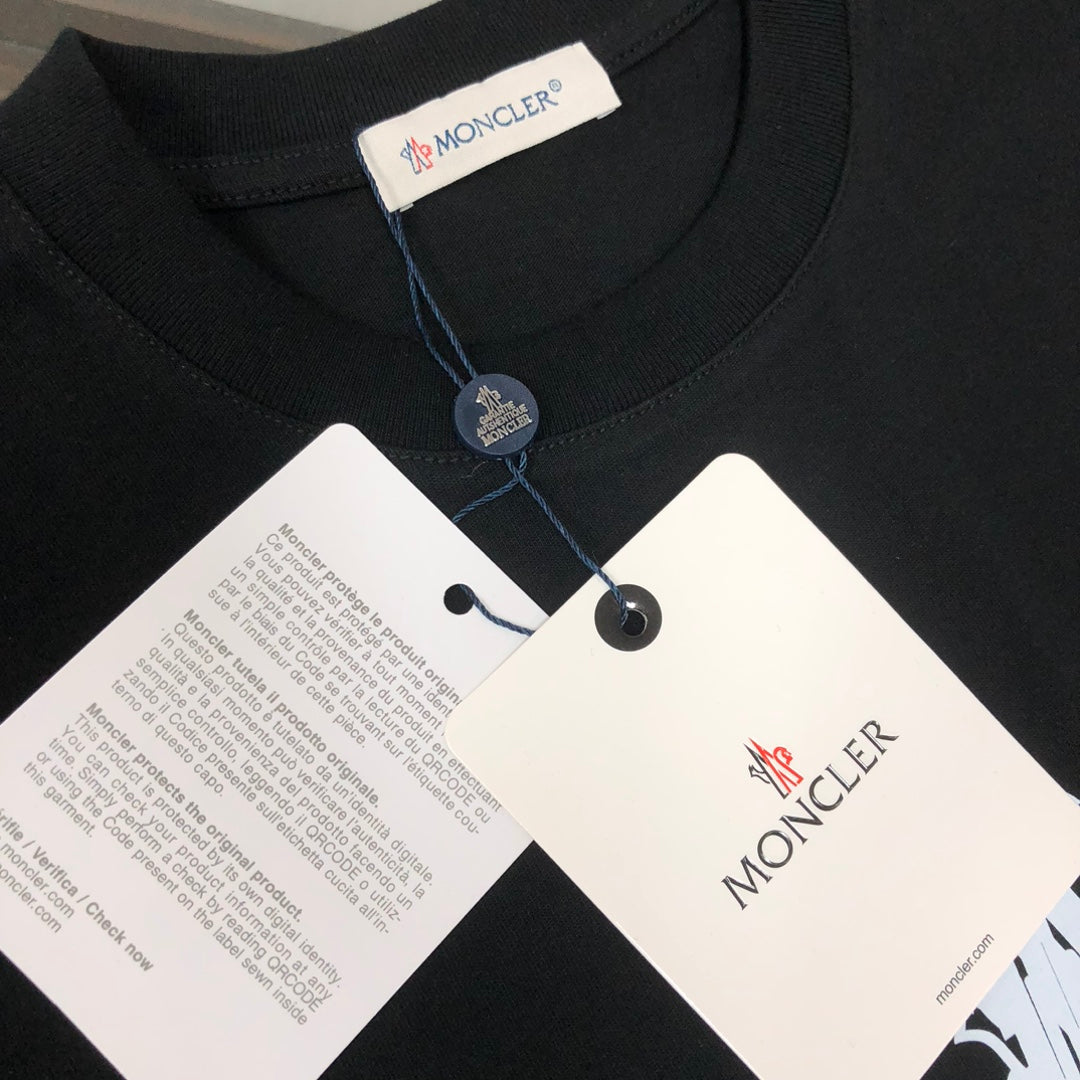 MONCLER®
GARANTIE
AUTHENTIQUE
MONCLER
Moncler protège le produit origin
Ce produit est protégé par une iden
Vous pouvez vérifier à tout moment
la qualité et la provenance du produit en effectuant
un simple contrôle par la lecture du QRCODE ou
par le biais du Code se trouvant sur l'étiquette cou-
sue à l'intérieur de cette pièce.
Moncler tutela il prodotto originale.
Questo prodotto è tutelato da un'identità digitale.
In qualsiasi momento può verificare l'autenticità, la
qualità e la provenienza del prodotto facendo un
semplice controllo, leggendo il QRCODE o utiliz-
zando il Codice presente sull'etichetta cucita all'in-
terno di questo capo.
Moncler protects the original product.
This product is protected by its own digital identity.
You can check your product information at any
time. Simply perform a check by reading QRCODE
or using the Code present on the label sewn inside
this garment.
érifie / Verifica / Check now
moncler.com
oncler.com
MONCLER
moncler.com